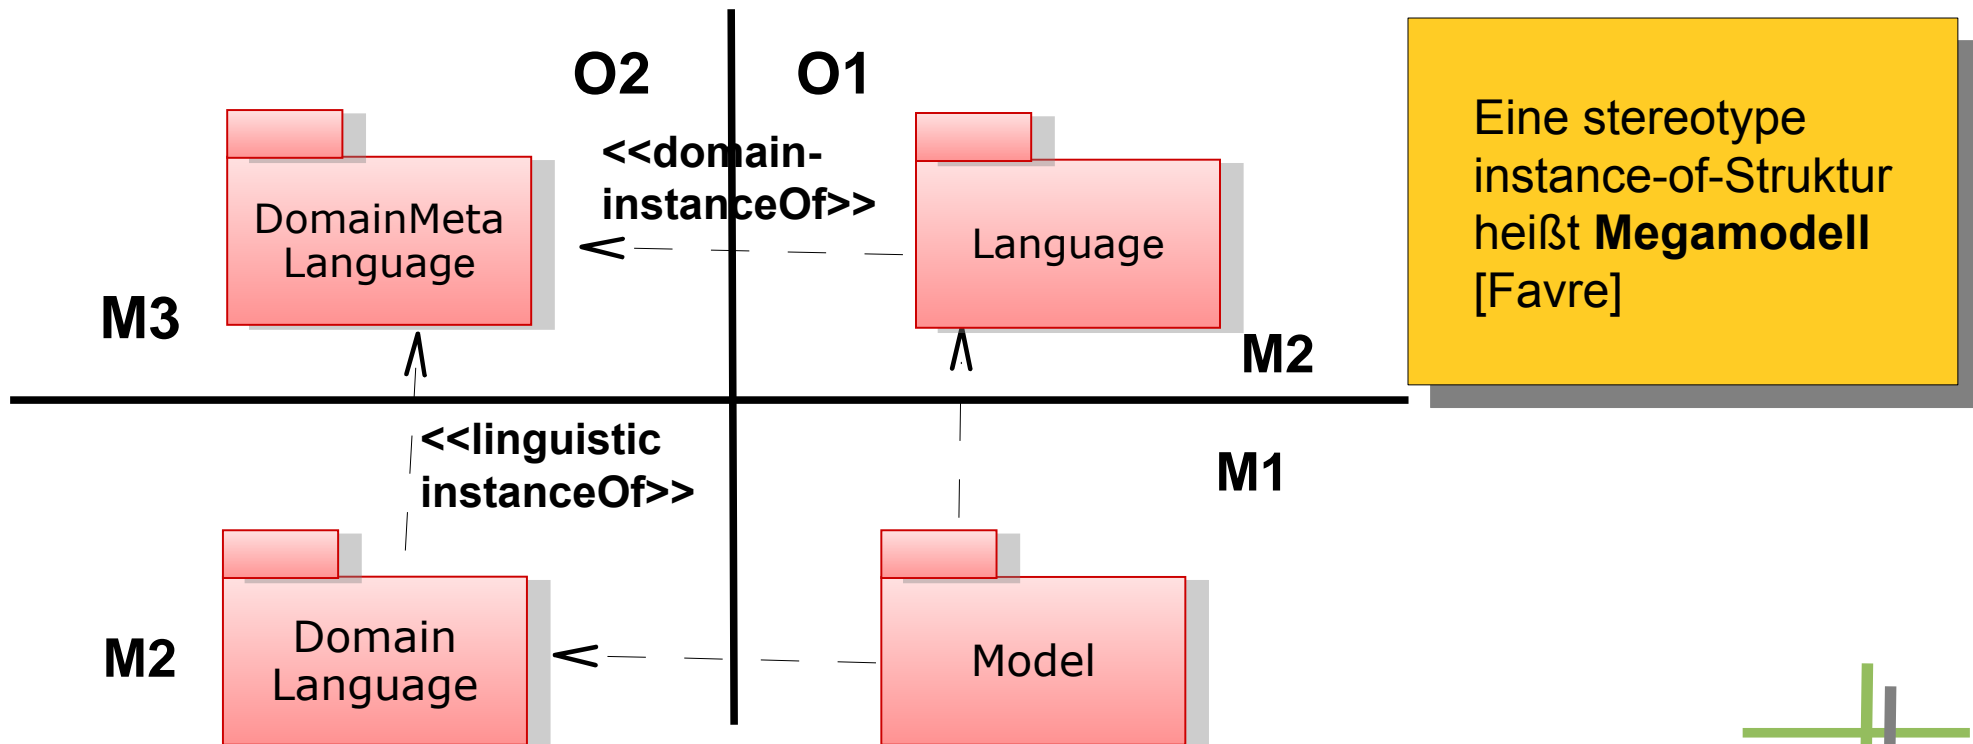 O2
O1
<<domain-
instanceOf>>
DomainMeta
Language
Language
M3
M2
<<linguistic
instanceOf>>
M1
M2
Domain
Language
Model
Eine stereotype
instance-of-Struktur
heißt Megamodell
[Favre]